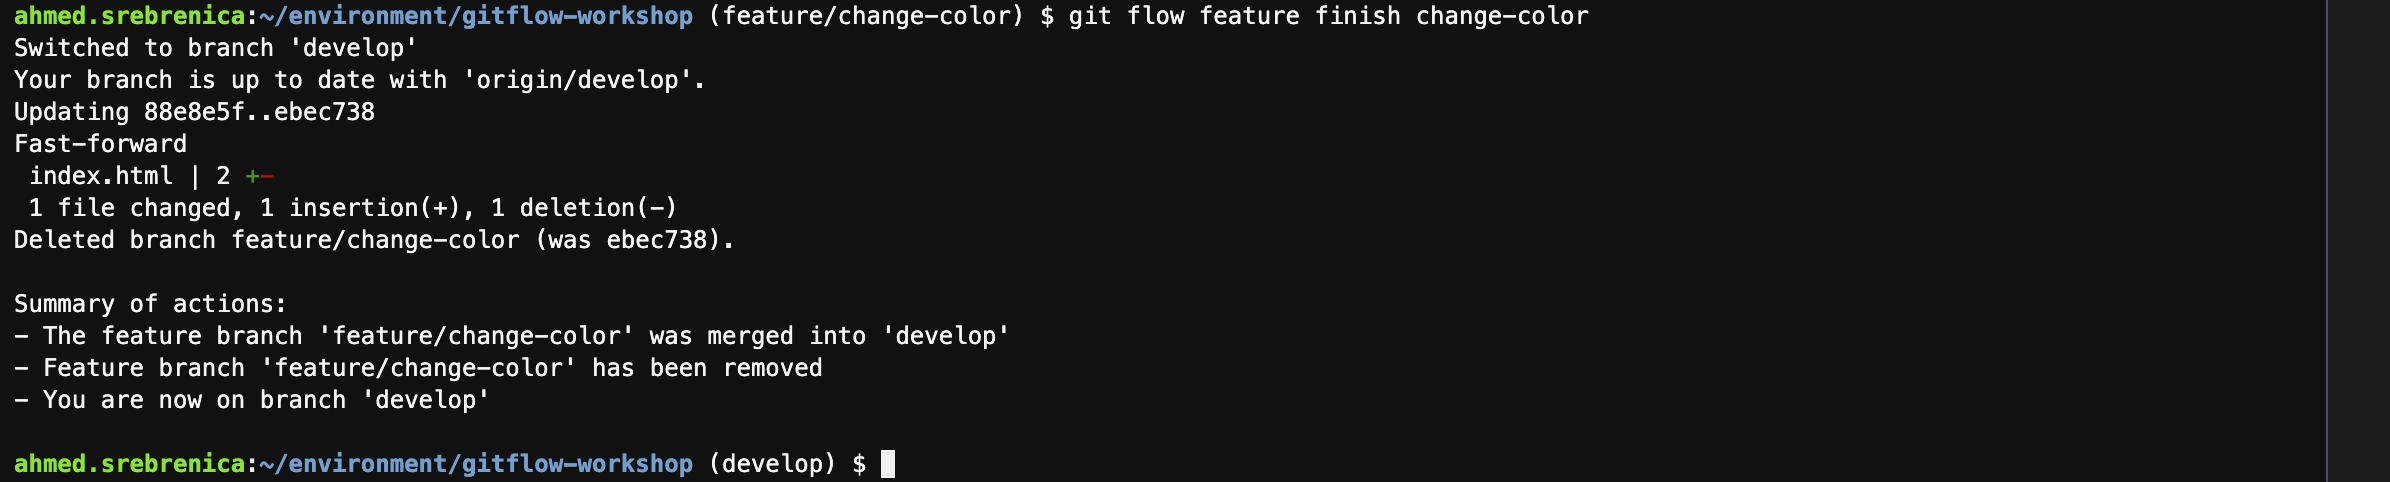 ahmed.srebrenica:~/environment/gitflow-workshop (feature/change-color) $ git flow feature finish change-color
Switched to branch 'develop'
Your branch is up to date with 'origin/develop'.
Updating 88e8e5f..ebec738
Fast-forward
 index.html | 2 +-
 1 file changed, 1 insertion(+), 1 deletion(-)
Deleted branch feature/change-color (was ebec738).

Summary of actions:
- The feature branch 'feature/change-color' was merged into 'develop'
- Feature branch 'feature/change-color' has been removed
- You are now on branch 'develop'

ahmed.srebrenica:~/environment/gitflow-workshop (develop) $